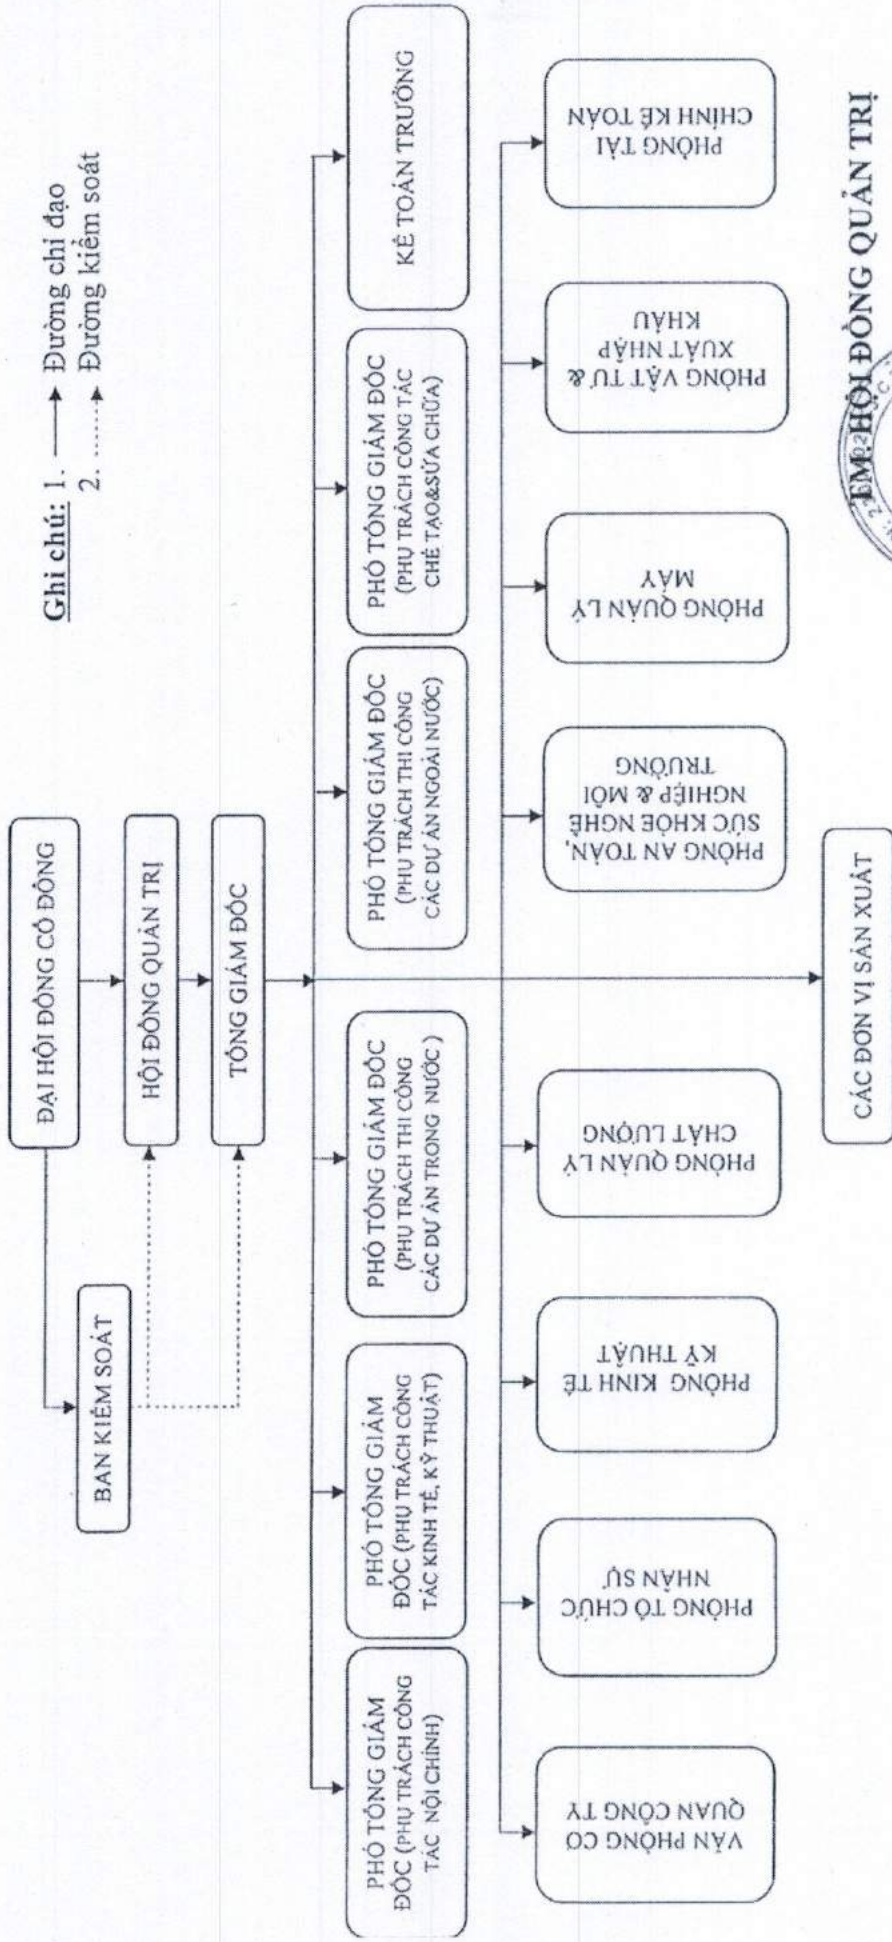 Ghi chú: 1. Đường chỉ đạo
2. Đường kiểm soát
ĐẠI HỘI ĐỒNG CỔ ĐÔNG
BAN KIỂM SOÁT
HỘI ĐỒNG QUẢN TRỊ
TỔNG GIÁM ĐỐC
PHÓ TỔNG GIÁM
ĐỐC (PHỤ TRÁCH CÔNG
TÁC NỘI CHÍNH)
PHÓ TỔNG GIÁM
ĐỐC (PHỤ TRÁCH CÔNG
TÁC KINH TẾ, KỸ THUẬT)
PHÓ TỔNG GIÁM ĐỐC
(PHỤ TRÁCH THI CÔNG
CÁC DỰ ÁN TRONG NƯỚC )
PHÓ TỔNG GIÁM ĐỐC
(PHỤ TRÁCH THI CÔNG
CÁC DỰ ÁN NGOÀI NƯỚC)
PHÓ TỔNG GIÁM ĐỐC
(PHỤ TRÁCH CÔNG TÁC
CHẾ TẠO&SỬA CHỮA)
KẾ TOÁN TRƯỞNG
VĂN PHÒNG CƠ
QUAN CÔNG TY
PHÒNG TỔ CHỨC
NHÂN SỰ
PHÒNG KINH TẾ
KỸ THUẬT
PHÒNG QUẢN LÝ
CHẤT LƯỢNG
PHÒNG AN TOÀN,
SỨC KHỎE NGHỀ
NGHIỆP & MÔI
TRƯỜNG
PHÒNG QUẢN LÝ
MÁY
PHÒNG VẬT TƯ &
XUẤT NHẬP
KHẨU
PHÒNG TÀI
CHÍNH KẾ TOÁN
CÁC ĐƠN VỊ SẢN XUẤT
TM. HỘI ĐỒNG QUẢN TRỊ